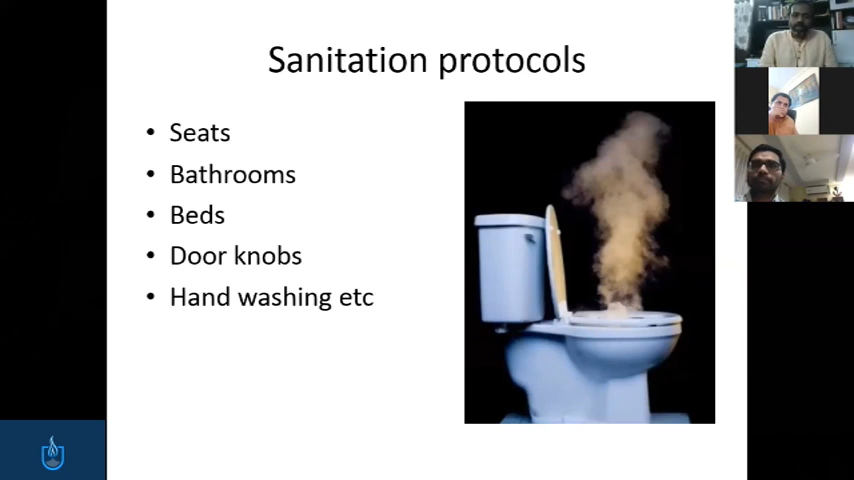 Sanitation protocols
• Seats
• Bathrooms
• Beds
• Door knobs
• Hand washing etc